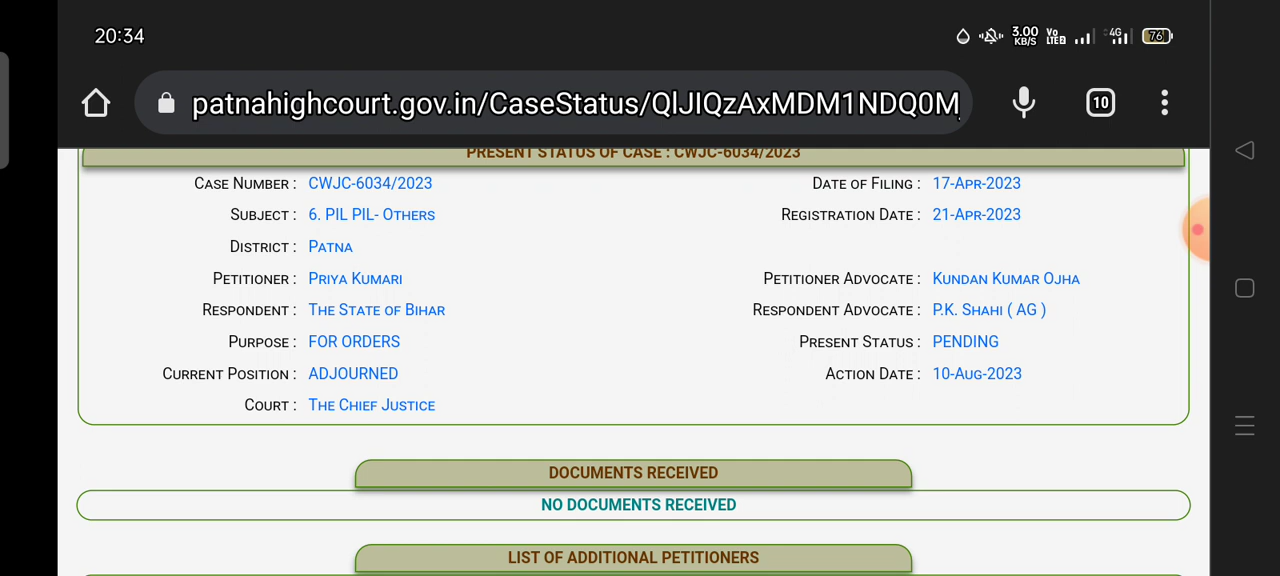 20:34
3.00 KB/S Vo LTE2 4G 76
patnahighcourt.gov.in/CaseStatus/QlJlQzAxMDM1NDQ0M
10
PRESENT STATUS OF CASE : CWJC-6034/2023
CASE NUMBER : CWJC-6034/2023 DATE OF FILING : 17-APR-2023
SUBJECT : 6. PIL PIL- OTHERS REGISTRATION DATE : 21-APR-2023
DISTRICT : PATNA
PETITIONER : PRIYA KUMARI PETITIONER ADVOCATE : KUNDAN KUMAR OJHA
RESPONDENT : THE STATE OF BIHAR RESPONDENT ADVOCATE : P.K. SHAHI ( AG )
PURPOSE : FOR ORDERS PRESENT STATUS : PENDING
CURRENT POSITION : ADJOURNED ACTION DATE : 10-AUG-2023
COURT : THE CHIEF JUSTICE
DOCUMENTS RECEIVED
NO DOCUMENTS RECEIVED
LIST OF ADDITIONAL PETITIONERS